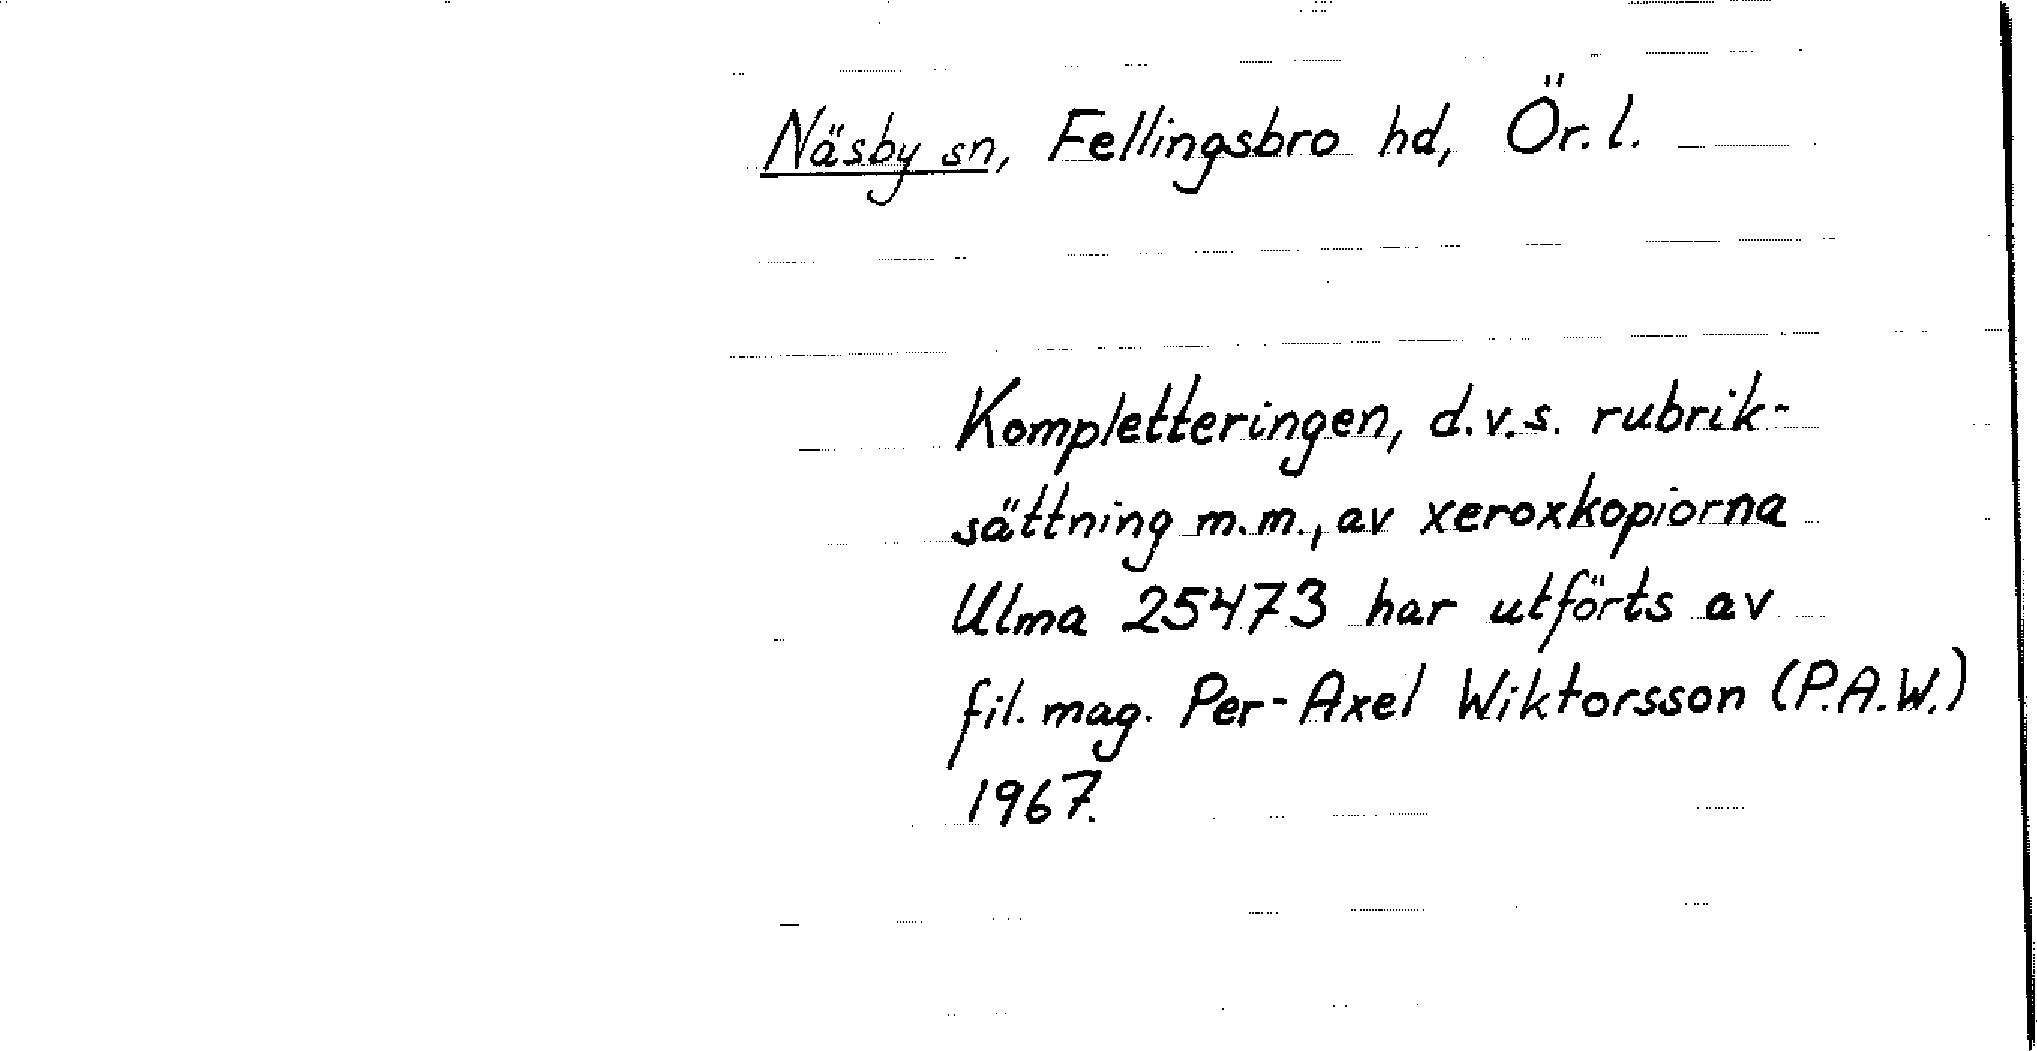 Näsby sn, Fellingsbro hd, Ör. l.
Kompletteringen, d.v.s. rubrik-
sättning m.m., av xeroxkopiorna
Ulma 25473 har utförts av
fil. mag. Per-Axel Wiktorsson (P.A.W.)
1967.